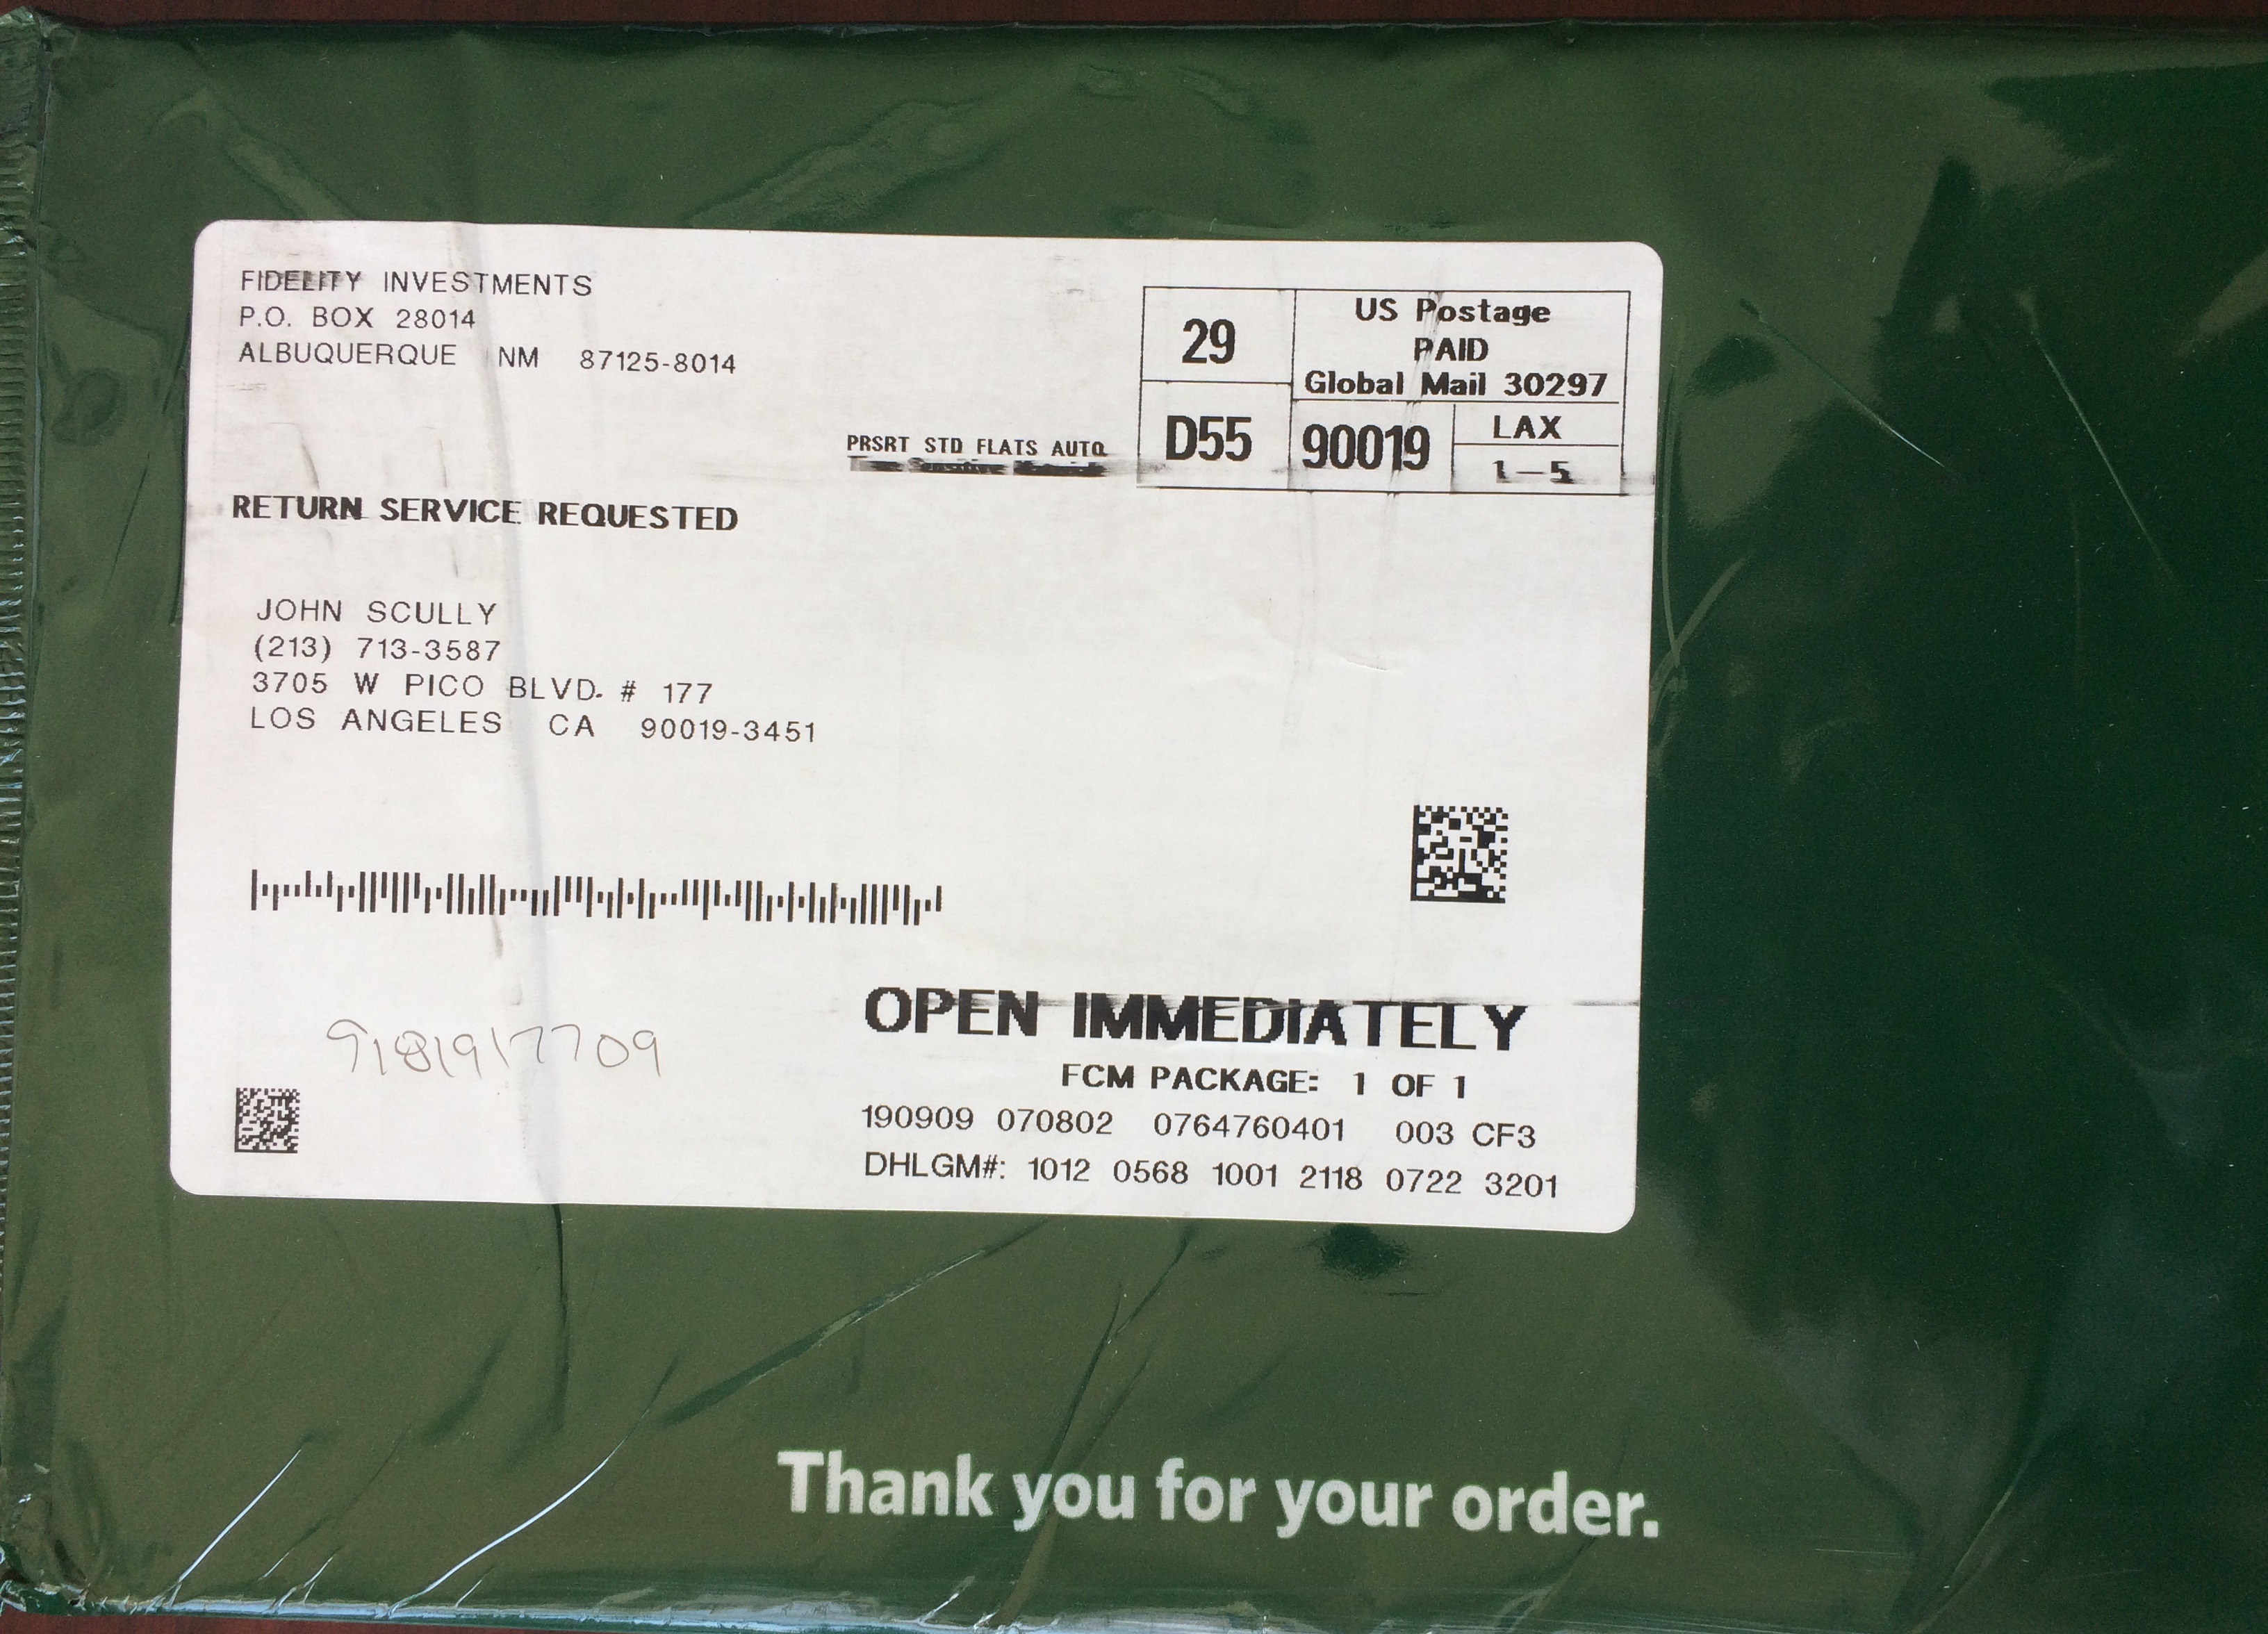 FIDELITY INVESTMENTS
P.O. BOX 28014
ALBUQUERQUE NM 87125-8014
29
US Postage
PAID
Global Mail 30297
D55
90019
LAX
1-5
PRSRT STD FLATS AUTO
RETURN SERVICE REQUESTED
JOHN SCULLY
(213) 713-3587
3705 W PICO BLVD. # 177
LOS ANGELES CA 90019-3451
9181917709
OPEN IMMEDIATELY
FCM PACKAGE: 1 OF 1
190909 070802 0764760401 003 CF3
DHLGM#: 1012 0568 1001 2118 0722 3201
Thank you for your order.